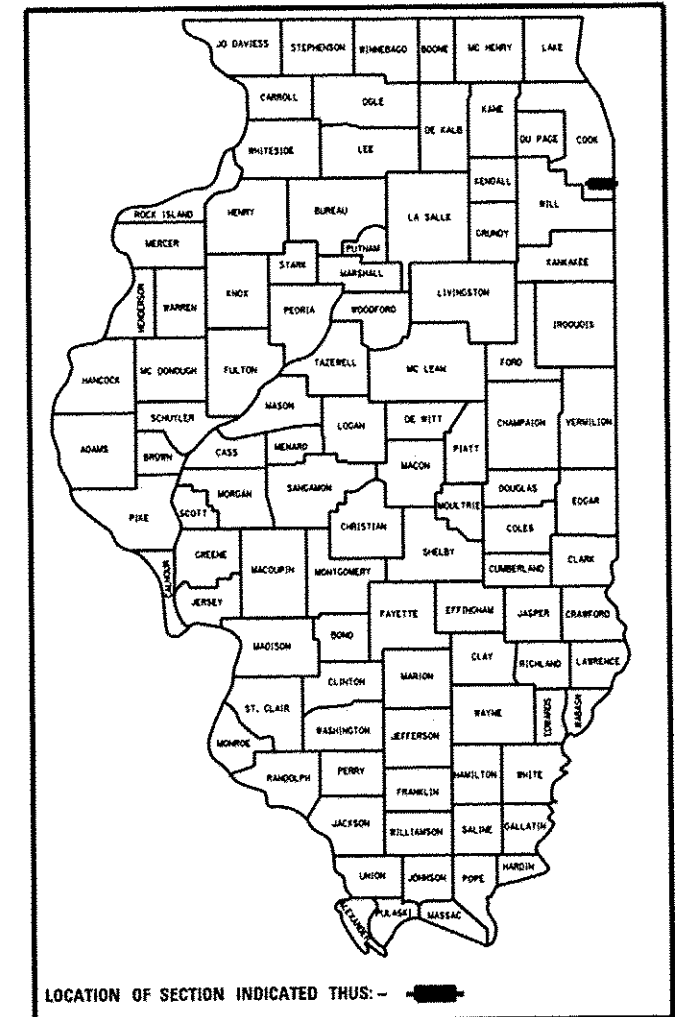 JO DAVIESS STEPHENSON WINNEBAGO BOONE MC HENRY LAKE
CARROLL OGLE DE KALB KANE DU PAGE COOK
WHITESIDE LEE KENDALL WILL
ROCK ISLAND HENRY BUREAU LA SALLE GRUNDY
MERCER PUTNAM KANKAKEE
HENDERSON WARREN KNOX STARK MARSHALL LIVINGSTON
PEORIA WOODFORD IROQUOIS
HANCOCK MC DONOUGH FULTON TAZEWELL MC LEAN FORD
MASON
SCHUYLER LOGAN DE WITT CHAMPAIGN VERMILION
ADAMS BROWN CASS MENARD MACON PIATT
PIKE SCOTT MORGAN SANGAMON CHRISTIAN MOULTRIE DOUGLAS EDGAR
COLES
CALHOUN GREENE MACOUPIN MONTGOMERY SHELBY CUMBERLAND CLARK
JERSEY FAYETTE EFFINGHAM JASPER CRAWFORD
MADISON BOND CLAY RICHLAND LAWRENCE
CLINTON MARION
ST. CLAIR WASHINGTON JEFFERSON WAYNE EDWARDS WABASH
MONROE
RANDOLPH PERRY FRANKLIN HAMILTON WHITE
JACKSON WILLIAMSON SALINE GALLATIN
UNION JOHNSON POPE HARDIN
ALEXANDER PULASKI MASSAC
LOCATION OF SECTION INDICATED THUS: -